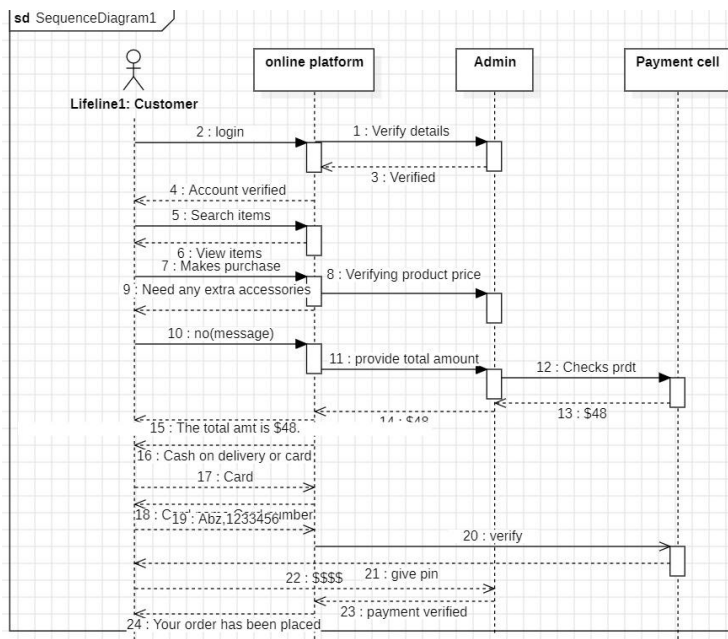 sd SequenceDiagram1
online platform
Admin
Payment cell
Lifeline1: Customer
2 : login
1 : Verify details
3 : Verified
4 : Account verified
5 : Search items
6 : View items
7 : Makes purchase
8 : Verifying product price
9 : Need any extra accessories
10 : no(message)
11 : provide total amount
12 : Checks prdt
13 : $48
14 : $48
15 : The total amt is $48.
16 : Cash on delivery or card
17 : Card
18 :
19 : Abz,1233456
20 : verify
21 : give pin
22 : $$$$
23 : payment verified
24 : Your order has been placed